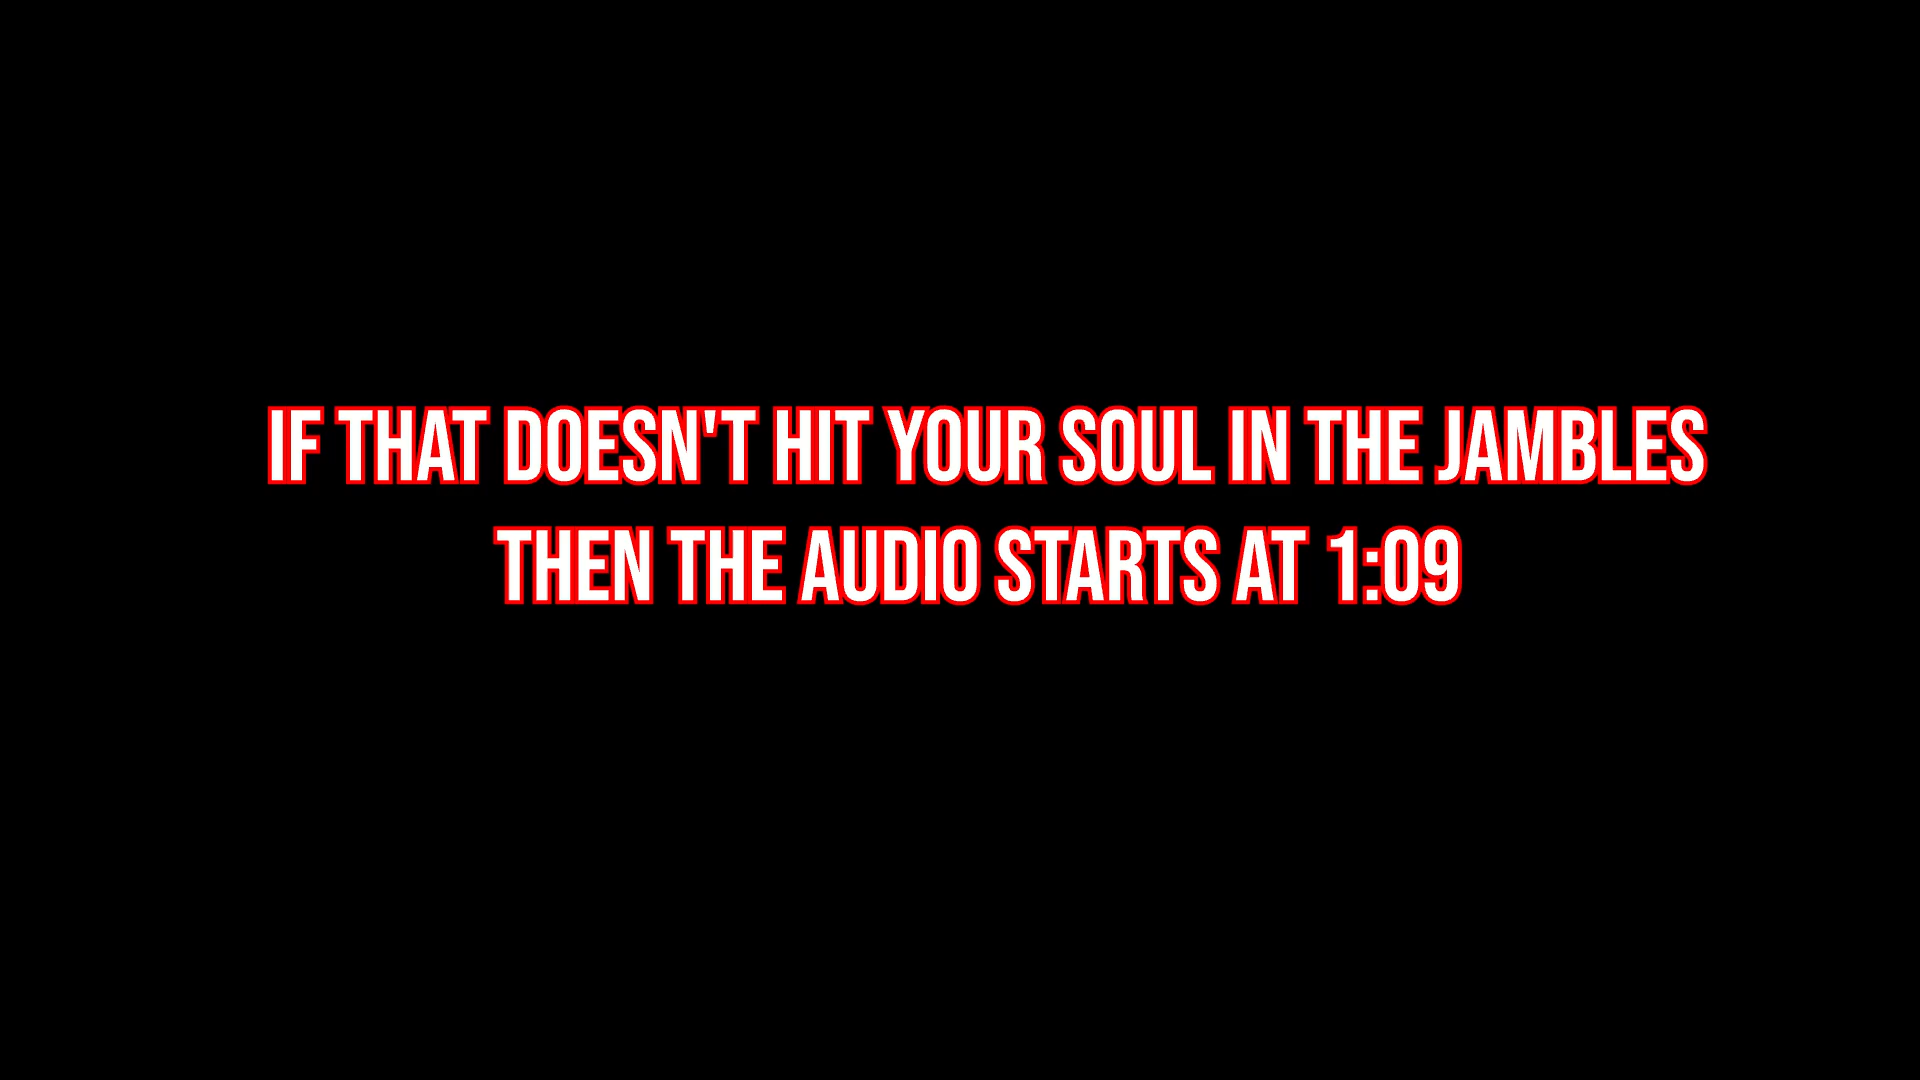 IF THAT DOESN'T HIT YOUR SOUL IN THE JAMBLES
THEN THE AUDIO STARTS AT 1:09